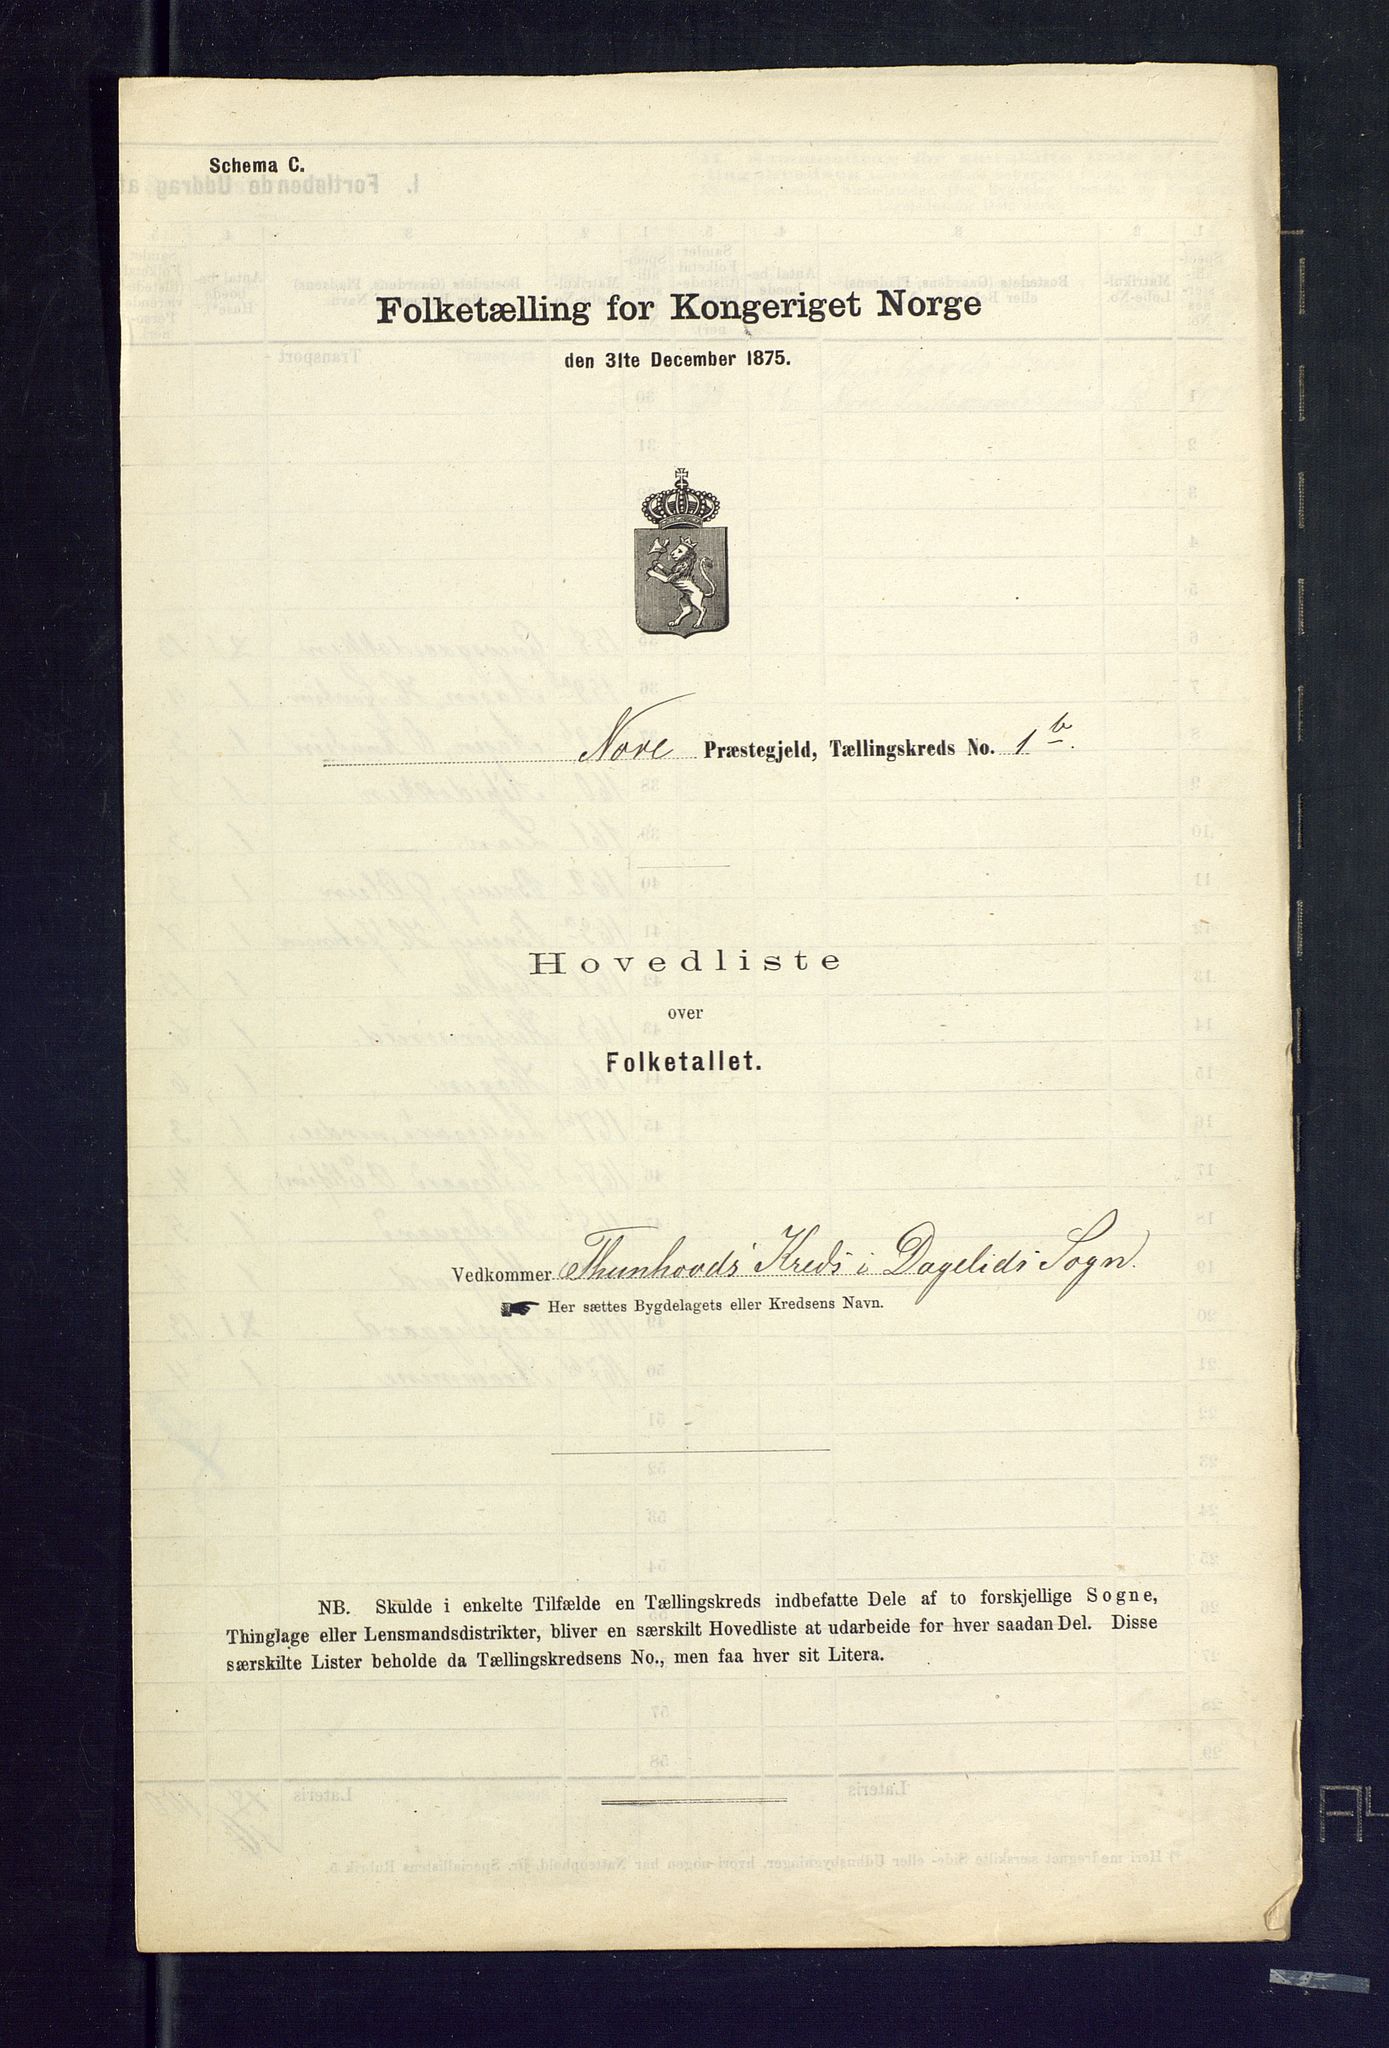 Schema C.
Folketælling for Kongeriget Norge
den 31te December 1875.
Nore Præstegjeld, Tællingskreds No. 1b.
Hovedliste
over
Folketallet.
Vedkommer Thunhovds Kreds i Dagelids Sogn.
Her sættes Bygdelagets eller Kredsens Navn.
NB. Skulde i enkelte Tilfælde en Tællingskreds indbefatte Dele af to forskjellige Sogne,
Thinglage eller Lensmandsdistrikter, bliver en særskilt Hovedliste at udarbeide for hver saadan Del. Disse
særskilte Lister beholde da Tællingskredsens No., men faa hver sit Litera.